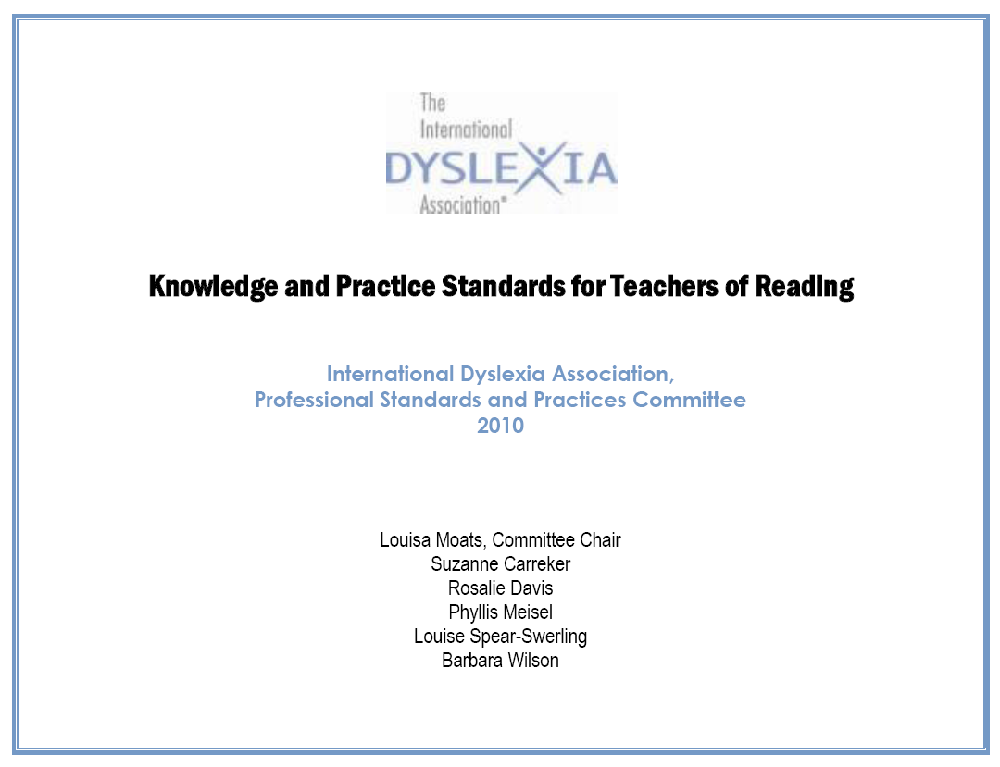 The
International
DYSLEXIA
Association®
Knowledge and Practice Standards for Teachers of Reading
International Dyslexia Association,
Professional Standards and Practices Committee
2010
Louisa Moats, Committee Chair
Suzanne Carreker
Rosalie Davis
Phyllis Meisel
Louise Spear-Swerling
Barbara Wilson